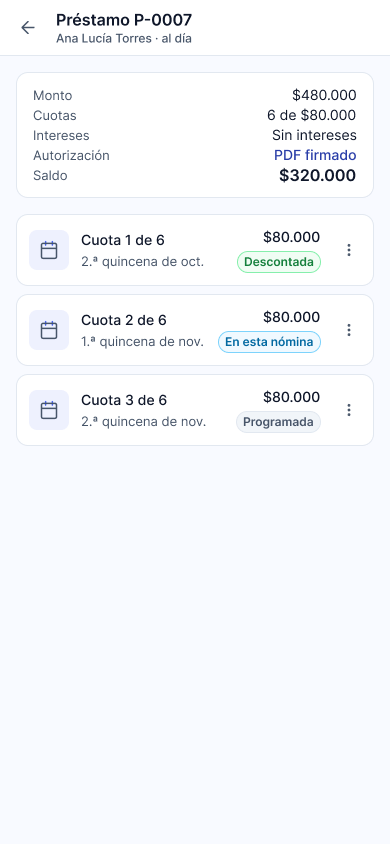 Préstamo P-0007
Ana Lucía Torres · al día
Monto $480.000
Cuotas 6 de $80.000
Intereses Sin intereses
Autorización PDF firmado
Saldo $320.000
Cuota 1 de 6 $80.000
2.ª quincena de oct. Descontada
Cuota 2 de 6 $80.000
1.ª quincena de nov. En esta nómina
Cuota 3 de 6 $80.000
2.ª quincena de nov. Programada